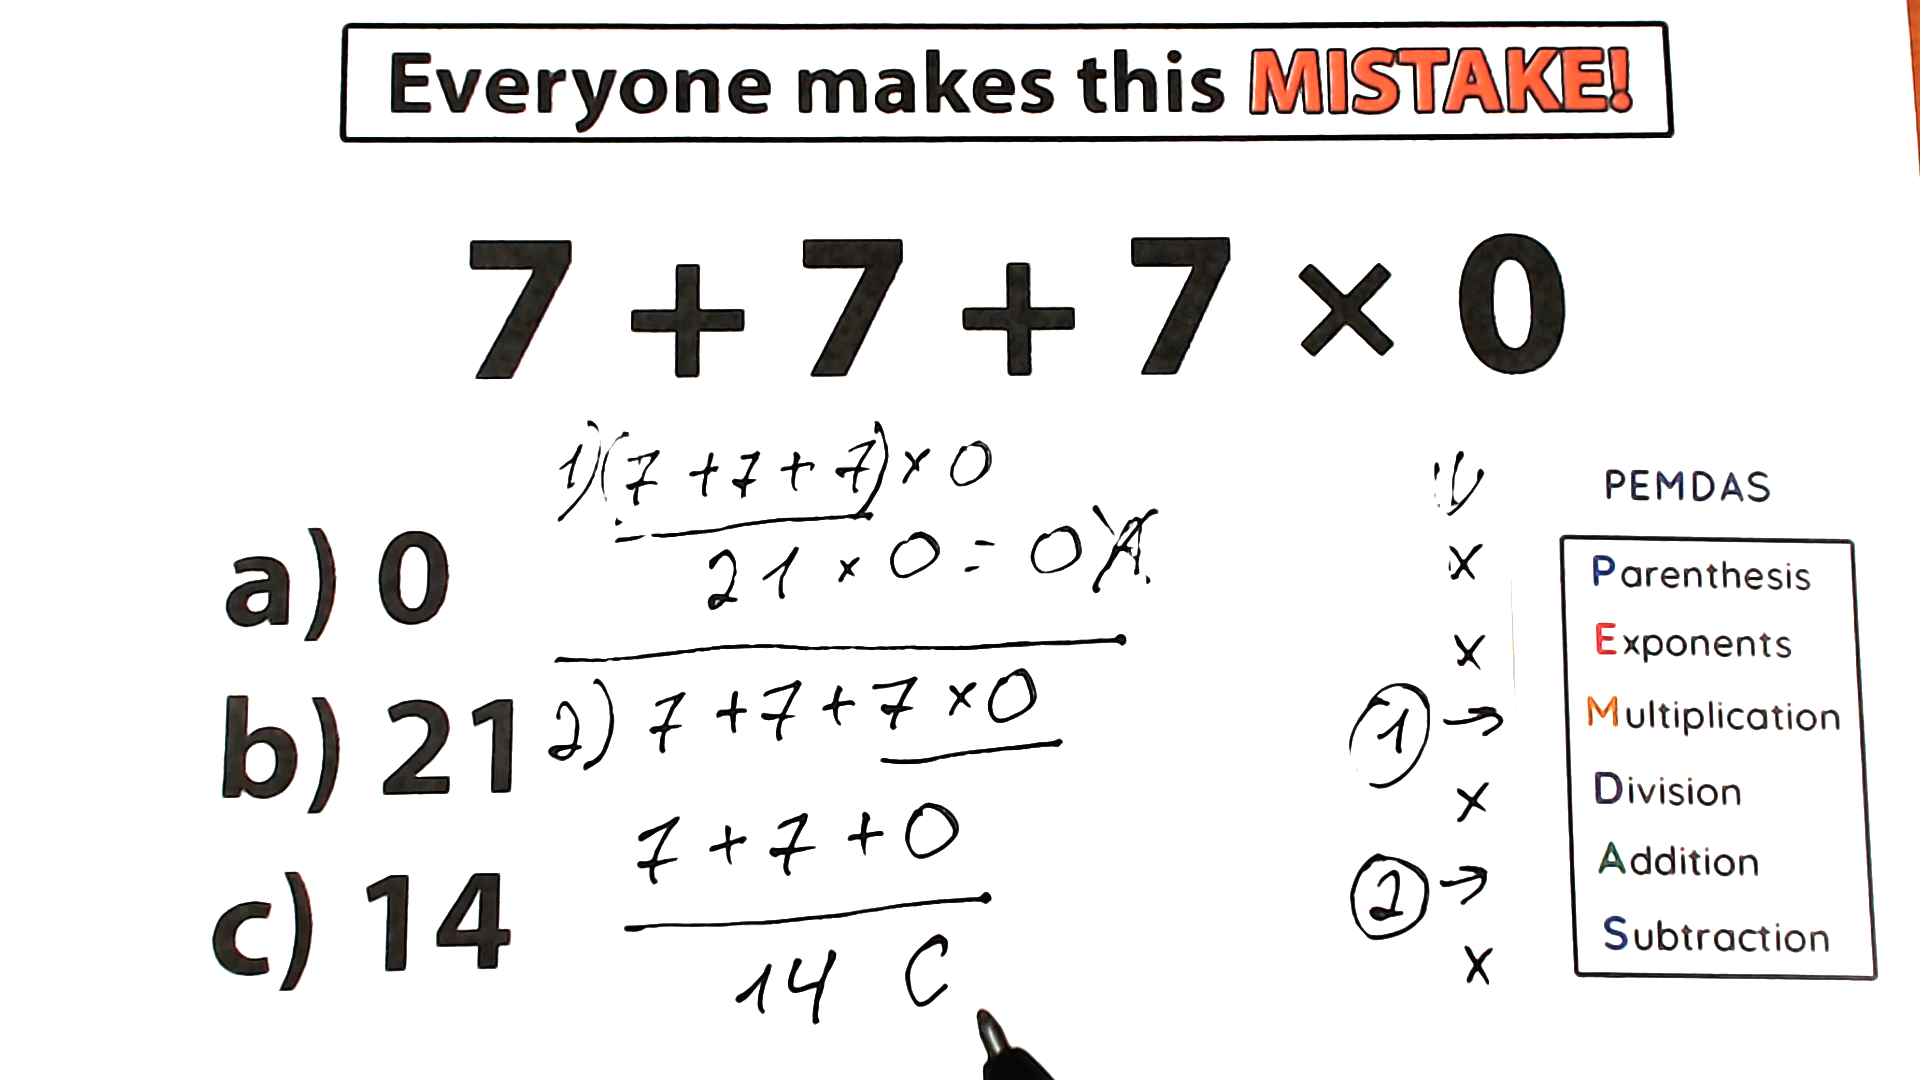 Everyone makes this MISTAKE!
7 + 7 + 7 × 0
1) (7 + 7 + 7) × 0
21 × 0 = 0 A
a) 0
2) 7 + 7 + 7 × 0
b) 21
7 + 7 + 0
c) 14
14 C
PEMDAS
x Parenthesis
x Exponents
1 → Multiplication
x Division
2 → Addition
x Subtraction